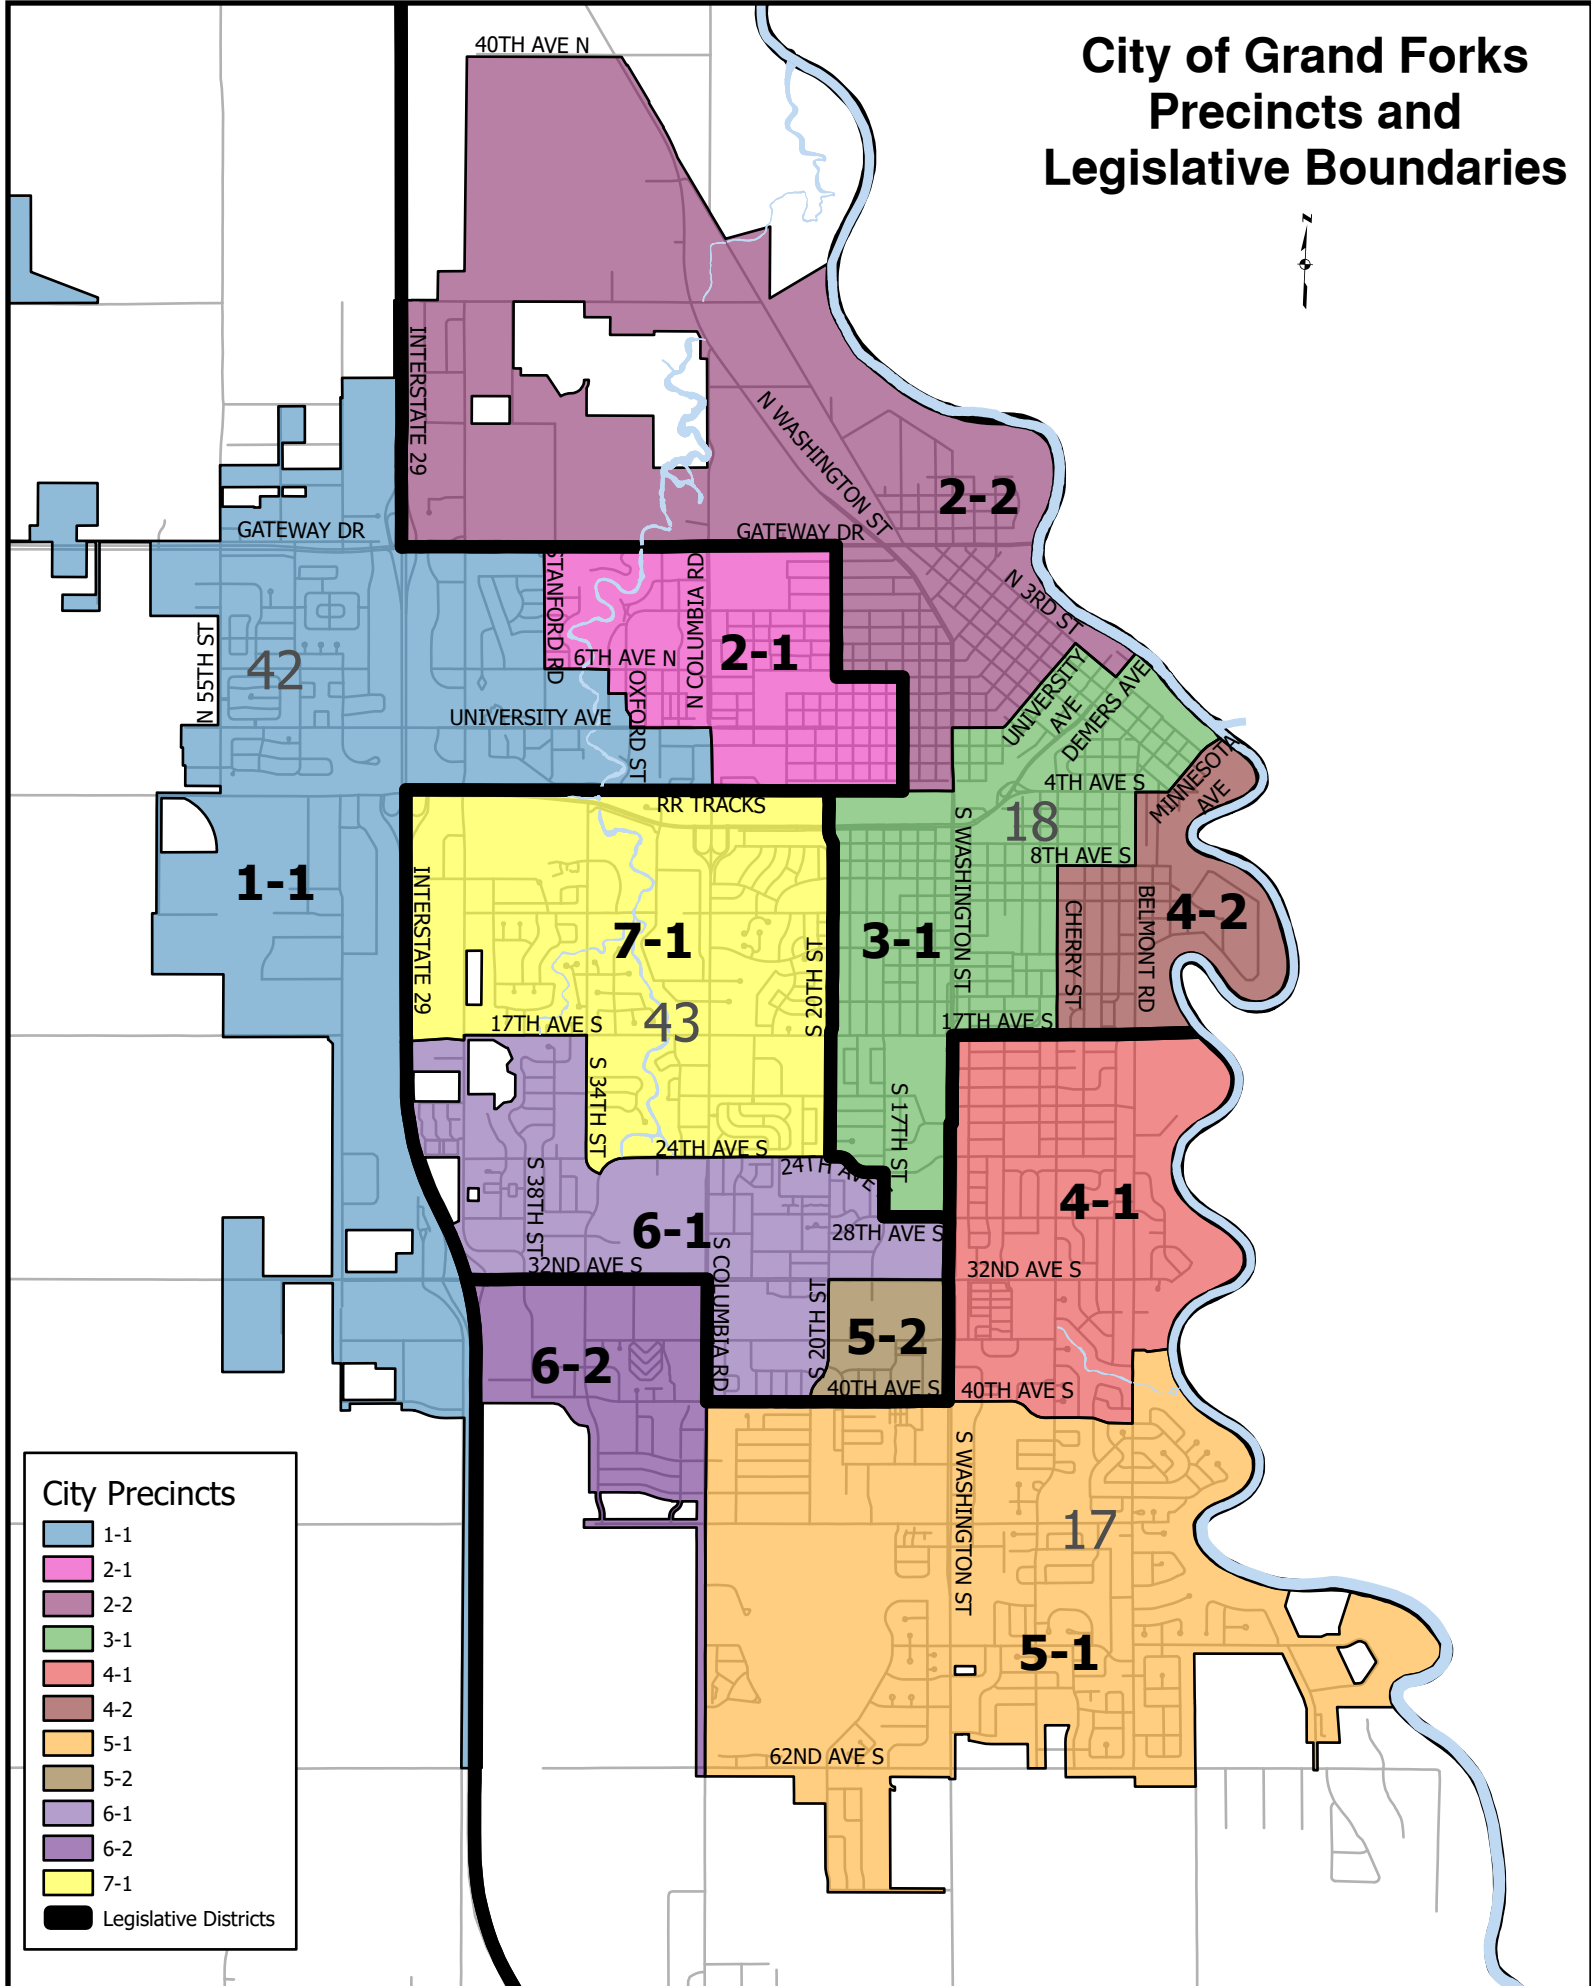 City of Grand Forks
Precincts and
Legislative Boundaries
N
40TH AVE N
INTERSTATE 29
N WASHINGTON ST
2-2
GATEWAY DR
GATEWAY DR
STANFORD RD
N COLUMBIA RD
N 3RD ST
N 55TH ST
42
6TH AVE N
2-1
OXFORD ST
UNIVERSITY AVE
UNIVERSITY
AVE
DEMERS AVE
MINNESOTA
AVE
4TH AVE S
RR TRACKS
18
S WASHINGTON ST
8TH AVE S
1-1
INTERSTATE 29
7-1
S 20TH ST
3-1
CHERRY ST
BELMONT RD
4-2
17TH AVE S
43
17TH AVE S
S 34TH ST
S 17TH ST
24TH AVE S
24TH AVE S
S 38TH ST
6-1
4-1
28TH AVE S
S COLUMBIA RD
32ND AVE S
32ND AVE S
S 20TH ST
5-2
6-2
40TH AVE S
40TH AVE S
S WASHINGTON ST
17
5-1
62ND AVE S
City Precincts
1-1
2-1
2-2
3-1
4-1
4-2
5-1
5-2
6-1
6-2
7-1
Legislative Districts